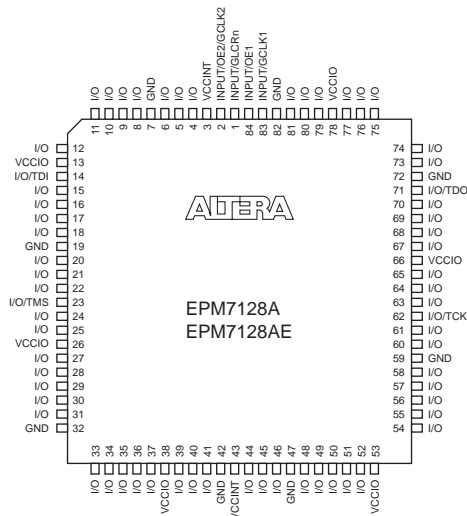 I/O I/O I/O I/O GND I/O I/O I/O VCCINT INPUT/OE2/GCLK2 INPUT/GLCRn INPUT/OE1 INPUT/GCLK1 GND I/O I/O I/O VCCIO I/O I/O I/O
11 10 9 8 7 6 5 4 3 2 1 84 83 82 81 80 79 78 77 76 75
I/O 12
VCCIO 13
I/O/TDI 14
I/O 15
I/O 16
I/O 17
I/O 18
GND 19
I/O 20
I/O 21
I/O 22
I/O/TMS 23
I/O 24
I/O 25
VCCIO 26
I/O 27
I/O 28
I/O 29
I/O 30
I/O 31
GND 32
ALTERA
EPM7128A
EPM7128AE
74 I/O
73 I/O
72 GND
71 I/O/TDO
70 I/O
69 I/O
68 I/O
67 I/O
66 VCCIO
65 I/O
64 I/O
63 I/O
62 I/O/TCK
61 I/O
60 I/O
59 GND
58 I/O
57 I/O
56 I/O
55 I/O
54 I/O
33 34 35 36 37 38 39 40 41 42 43 44 45 46 47 48 49 50 51 52 53
I/O I/O I/O I/O I/O VCCIO I/O I/O I/O GND /CCINT I/O I/O I/O GND I/O I/O I/O I/O I/O VCCIO